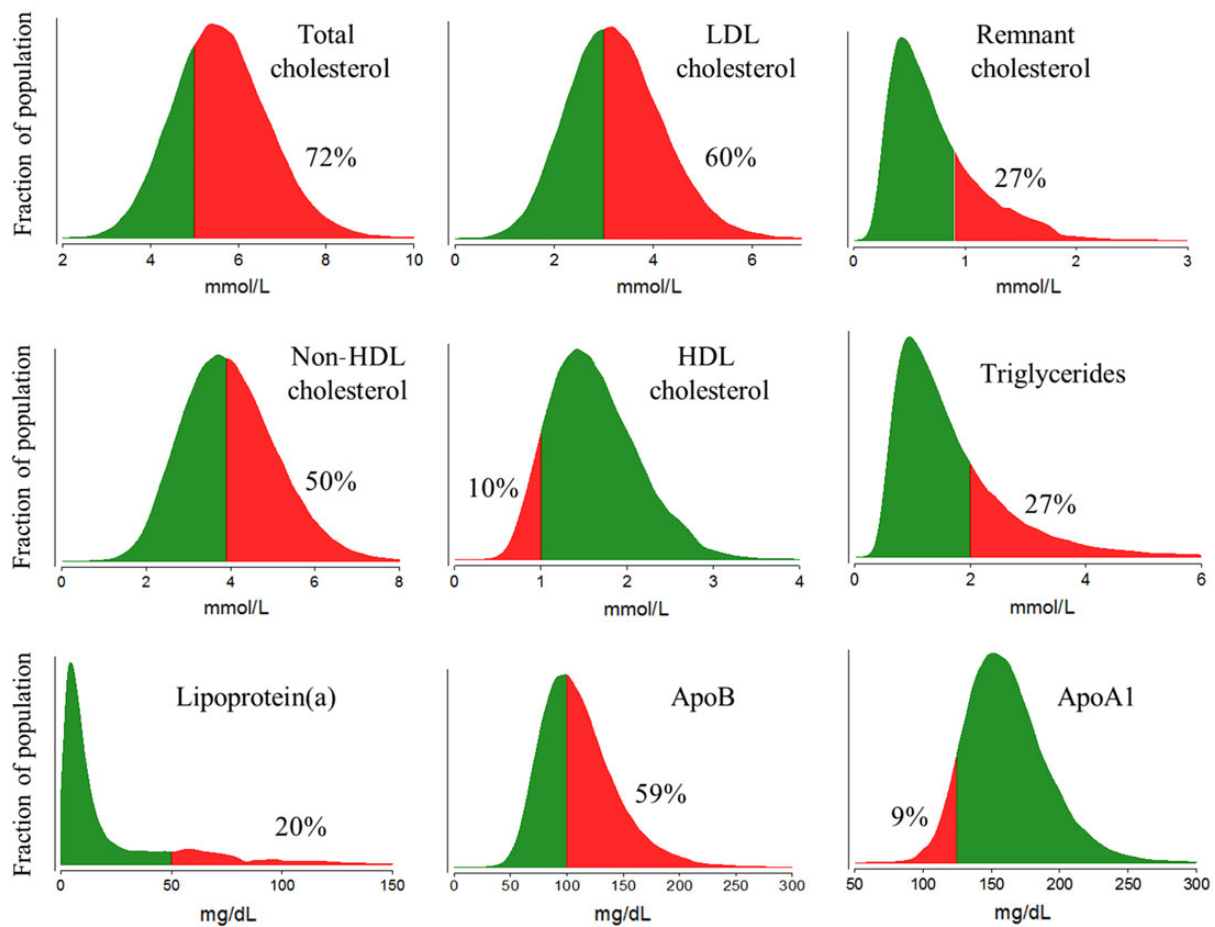 Fraction of population
Total
cholesterol
72%
2 4 6 8 10
mmol/L
LDL
cholesterol
60%
0 2 4 6
mmol/L
Remnant
cholesterol
27%
0 1 2 3
mmol/L
Fraction of population
Non-HDL
cholesterol
50%
0 2 4 6 8
mmol/L
HDL
cholesterol
10%
0 1 2 3 4
mmol/L
Triglycerides
27%
0 2 4 6
mmol/L
Fraction of population
Lipoprotein(a)
20%
0 50 100 150
mg/dL
ApoB
59%
0 50 100 150 200 250 300
mg/dL
ApoA1
9%
50 100 150 200 250 300
mg/dL